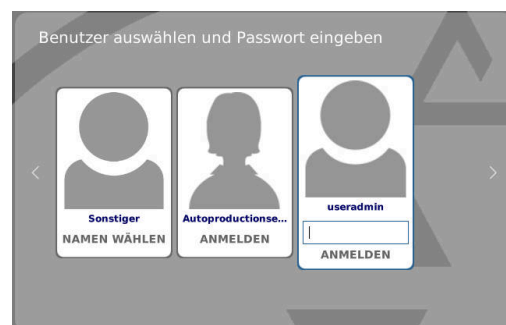 Benutzer auswählen und Passwort eingeben
Sonstiger
NAMEN WÄHLEN
Autoproductionse...
ANMELDEN
useradmin
ANMELDEN